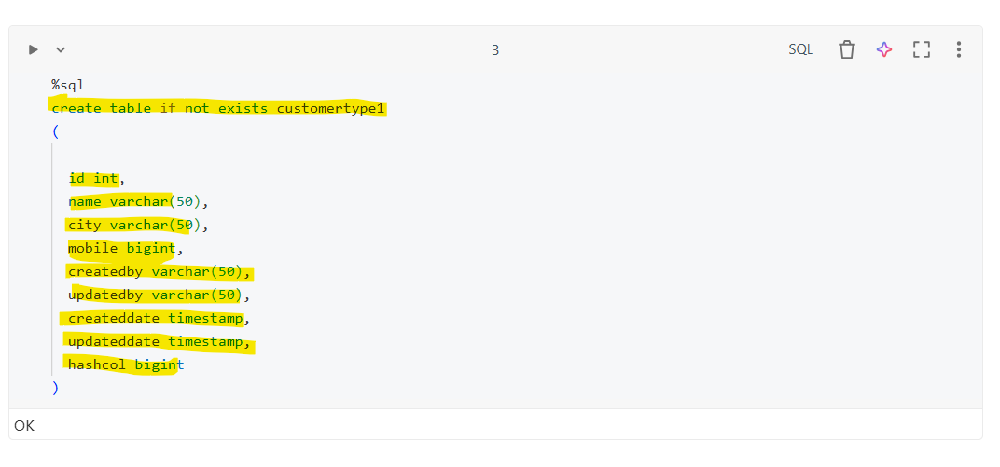 3
SQL
%sql
create table if not exists customertype1
(
id int,
name varchar(50),
city varchar(50),
mobile bigint,
createdby varchar(50),
updatedby varchar(50),
createddate timestamp,
updateddate timestamp,
hashcol bigint
)
OK